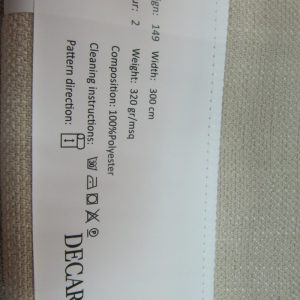 149 Width: 300 cm
2 Weight: 320 gr/msq
Composition: 100%Polyester
Cleaning instructions:
Pattern direction:
DECAR